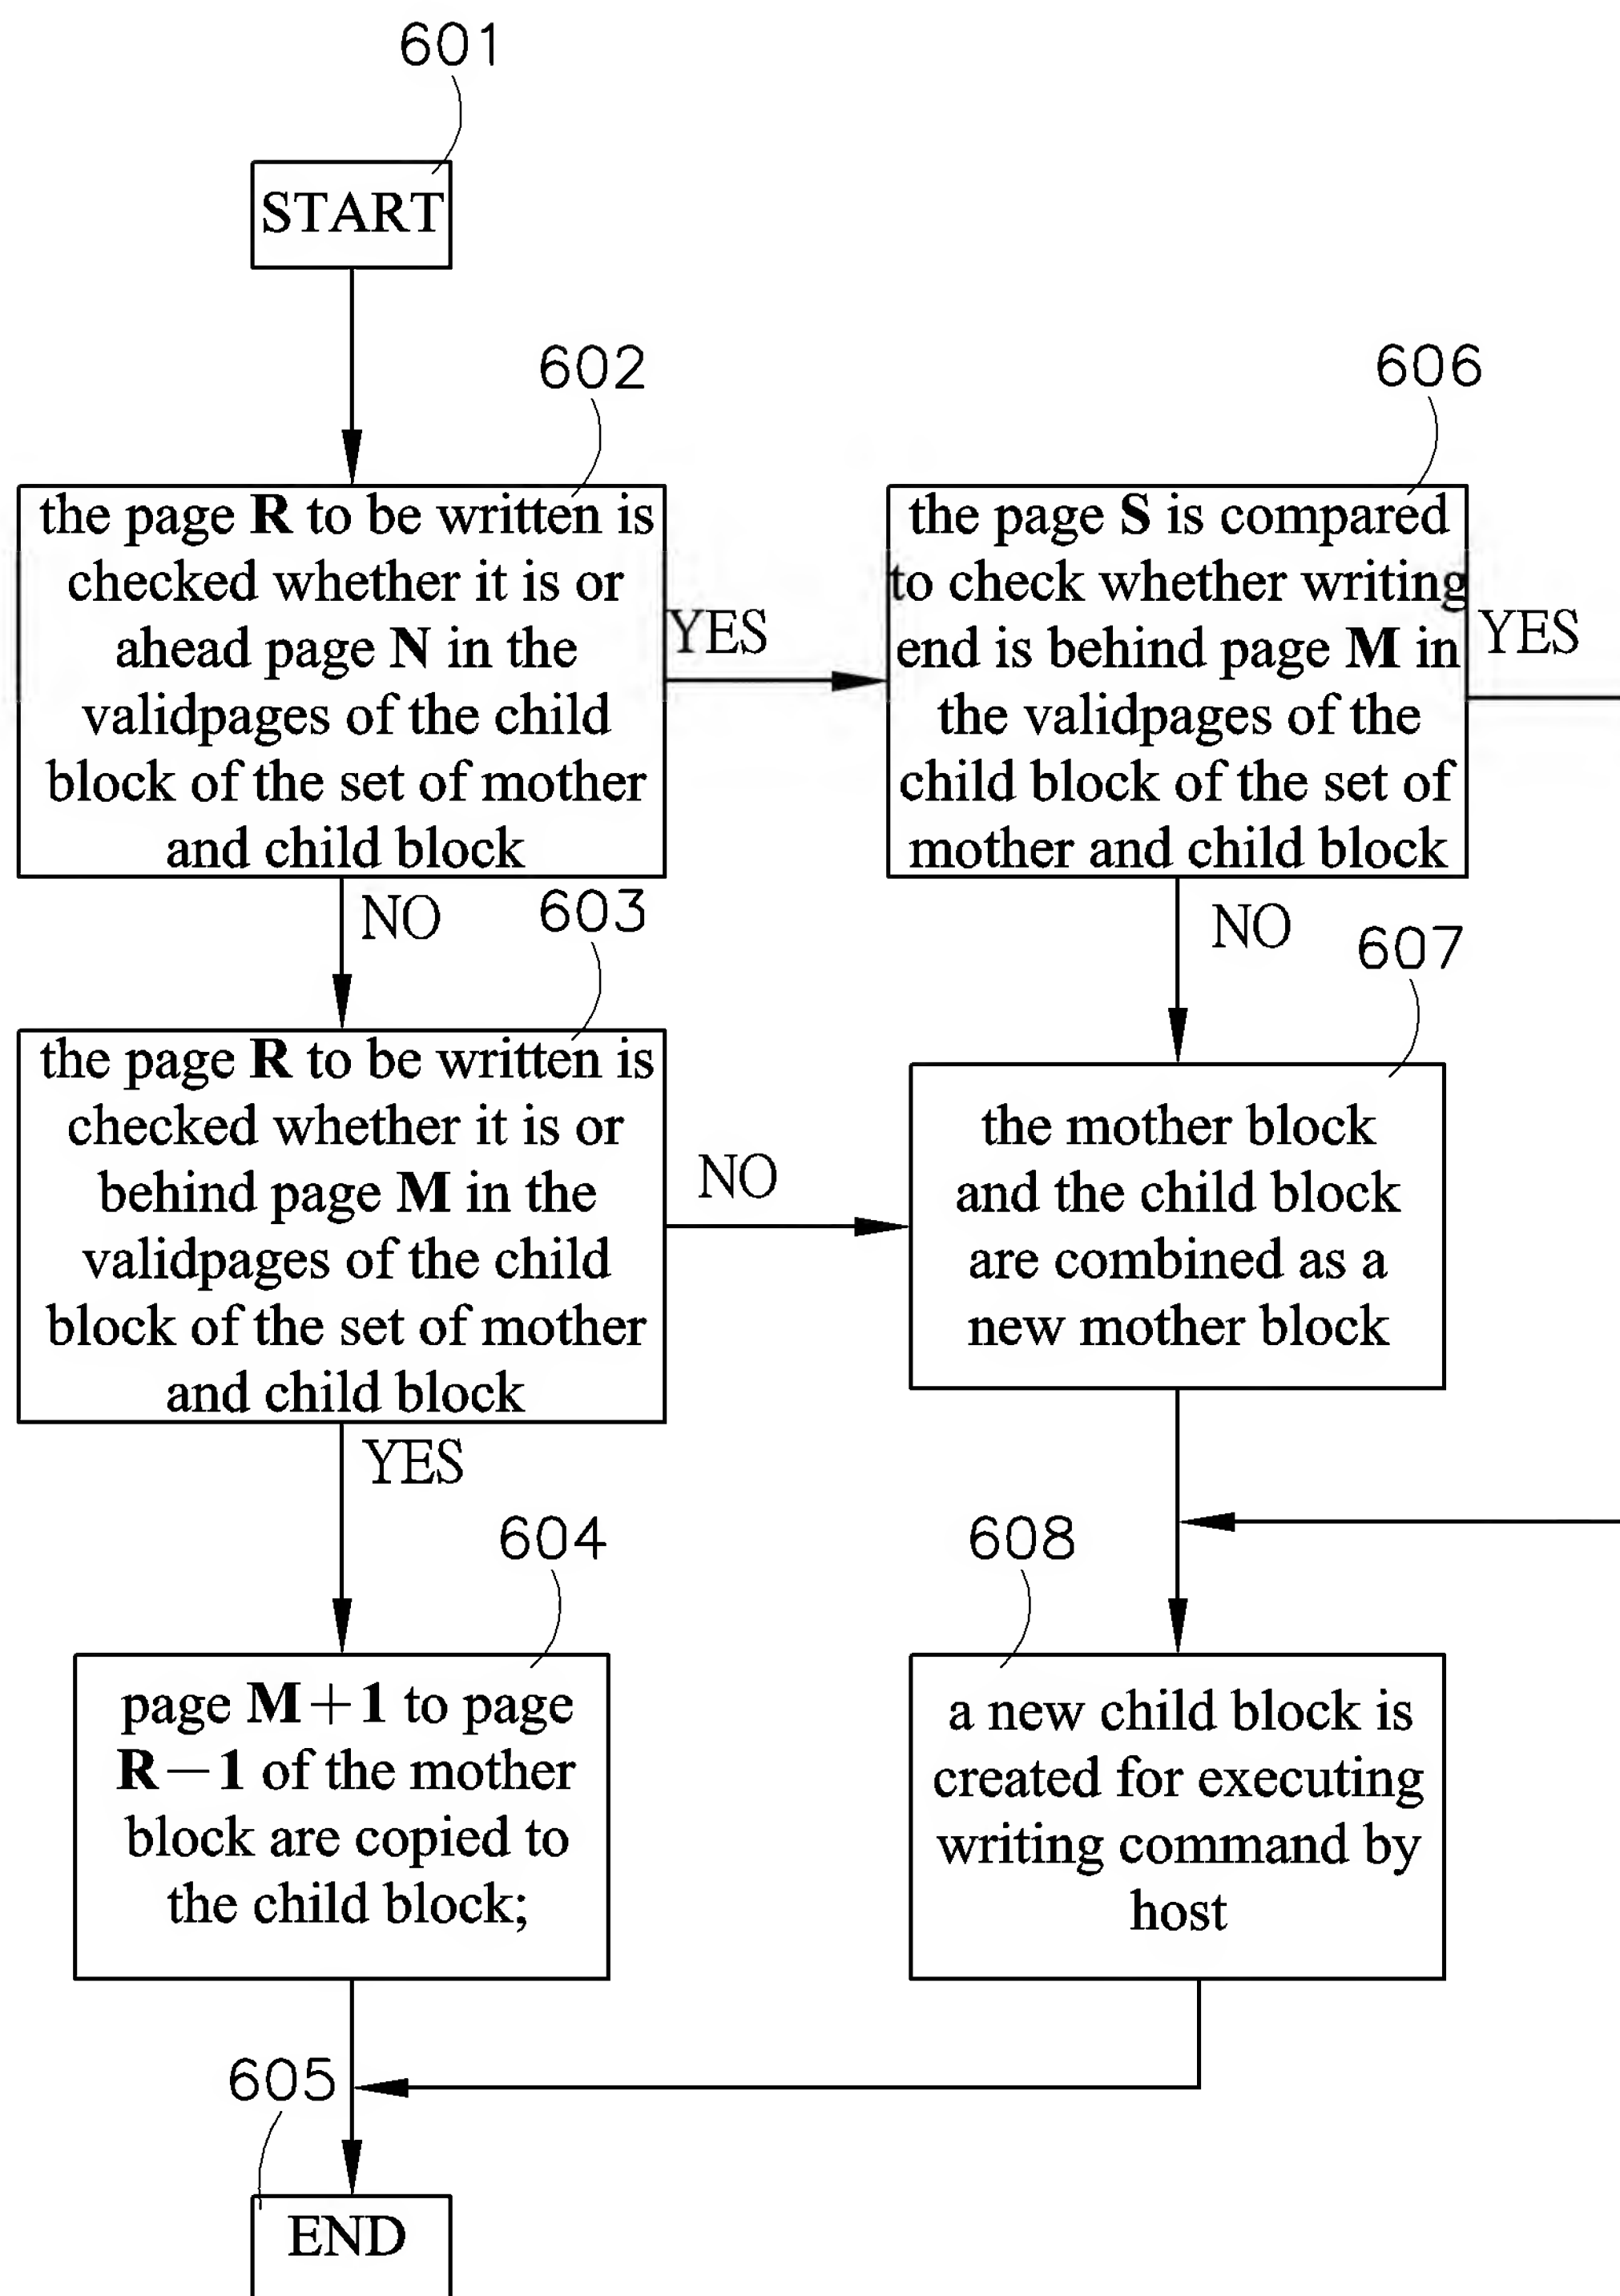 601
START
602
the page R to be written is
checked whether it is or
ahead page N in the
validpages of the child
block of the set of mother
and child block
YES
NO
606
the page S is compared
to check whether writing
end is behind page M in
the validpages of the
child block of the set of
mother and child block
YES
NO
603
the page R to be written is
checked whether it is or
behind page M in the
validpages of the child
block of the set of mother
and child block
NO
YES
607
the mother block
and the child block
are combined as a
new mother block
604
page M+1 to page
R−1 of the mother
block are copied to
the child block;
608
a new child block is
created for executing
writing command by
host
605
END